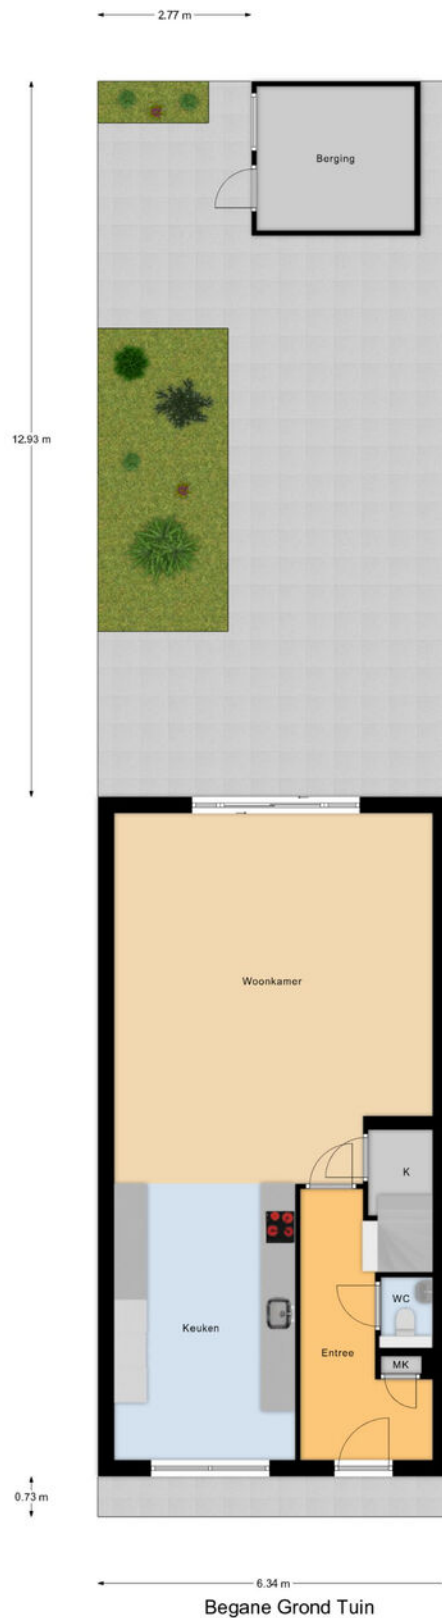 2.77 m
Berging
12.93 m
Woonkamer
K
WC
Keuken
Entree
MK
0.73 m
6.34 m
Begane Grond Tuin